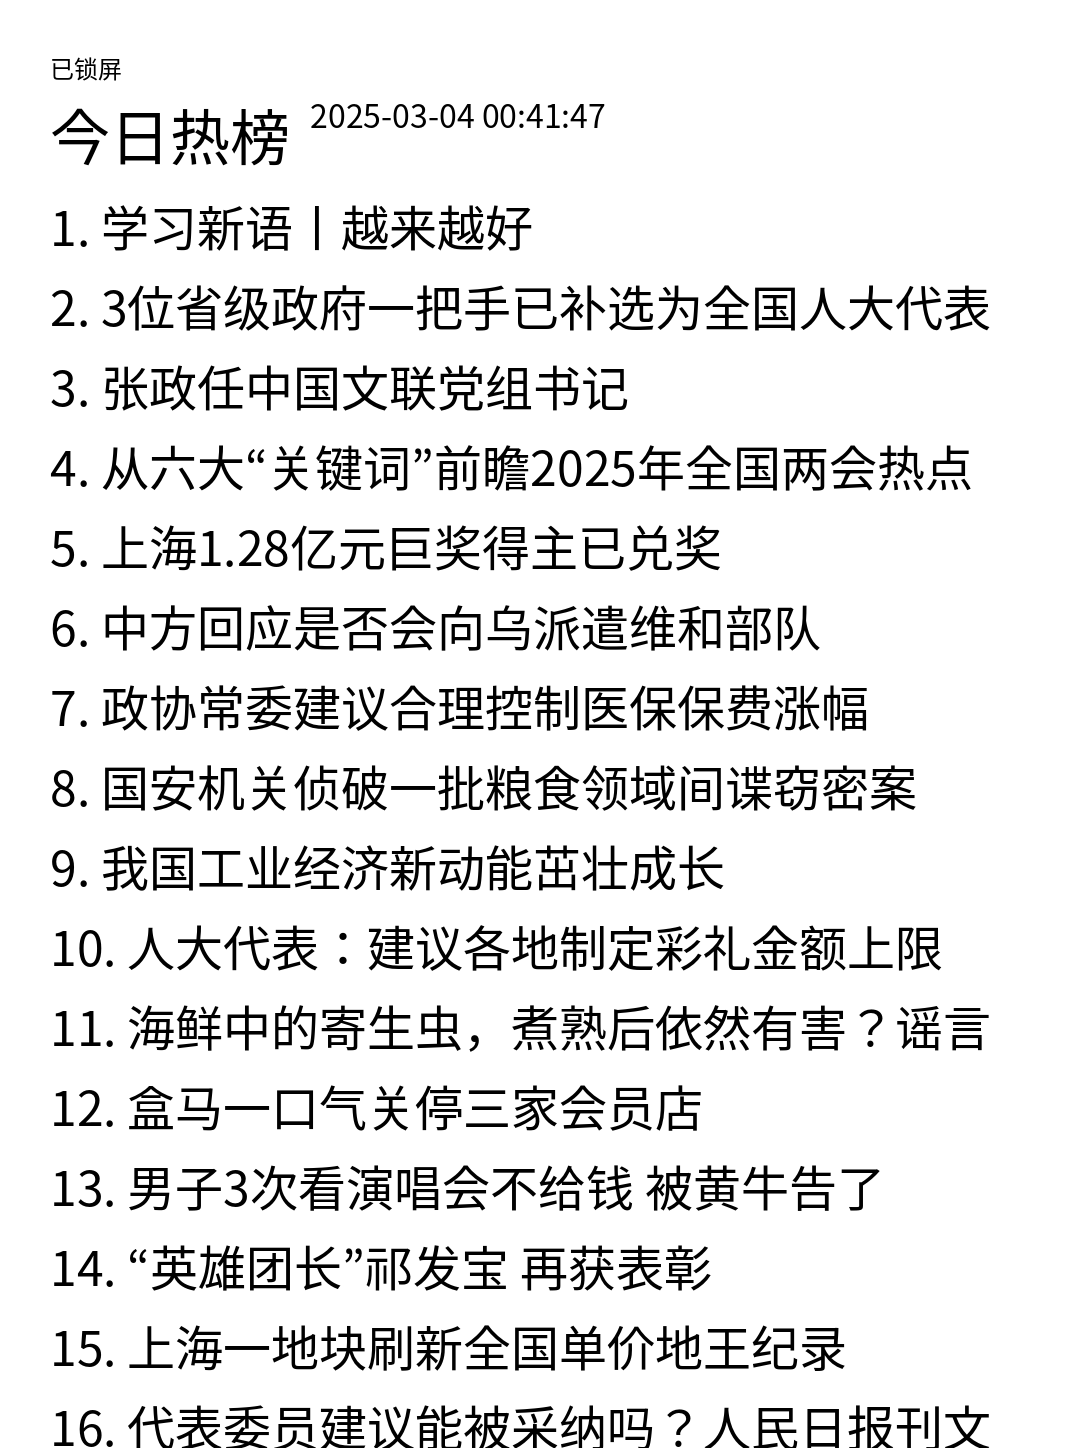 已锁屏
今日热榜 2025-03-04 00:41:47
1. 学习新语丨越来越好
2. 3位省级政府一把手已补选为全国人大代表
3. 张政任中国文联党组书记
4. 从六大“关键词”前瞻2025年全国两会热点
5. 上海1.28亿元巨奖得主已兑奖
6. 中方回应是否会向乌派遣维和部队
7. 政协常委建议合理控制医保保费涨幅
8. 国安机关侦破一批粮食领域间谍窃密案
9. 我国工业经济新动能茁壮成长
10. 人大代表：建议各地制定彩礼金额上限
11. 海鲜中的寄生虫，煮熟后依然有害？谣言
12. 盒马一口气关停三家会员店
13. 男子3次看演唱会不给钱 被黄牛告了
14. “英雄团长”祁发宝 再获表彰
15. 上海一地块刷新全国单价地王纪录
16. 代表委员建议能被采纳吗？人民日报刊文